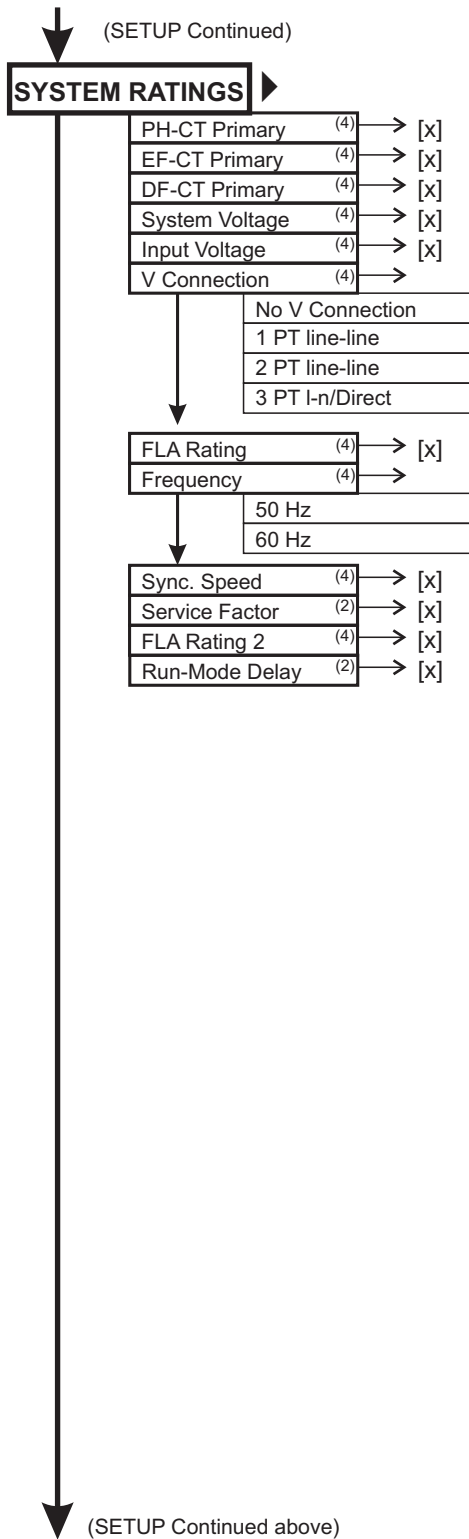 (SETUP Continued)
SYSTEM RATINGS
PH-CT Primary (4) [x]
EF-CT Primary (4) [x]
DF-CT Primary (4) [x]
System Voltage (4) [x]
Input Voltage (4) [x]
V Connection (4)
No V Connection
1 PT line-line
2 PT line-line
3 PT l-n/Direct
FLA Rating (4) [x]
Frequency (4)
50 Hz
60 Hz
Sync. Speed (4) [x]
Service Factor (2) [x]
FLA Rating 2 (4) [x]
Run-Mode Delay (2) [x]
(SETUP Continued above)